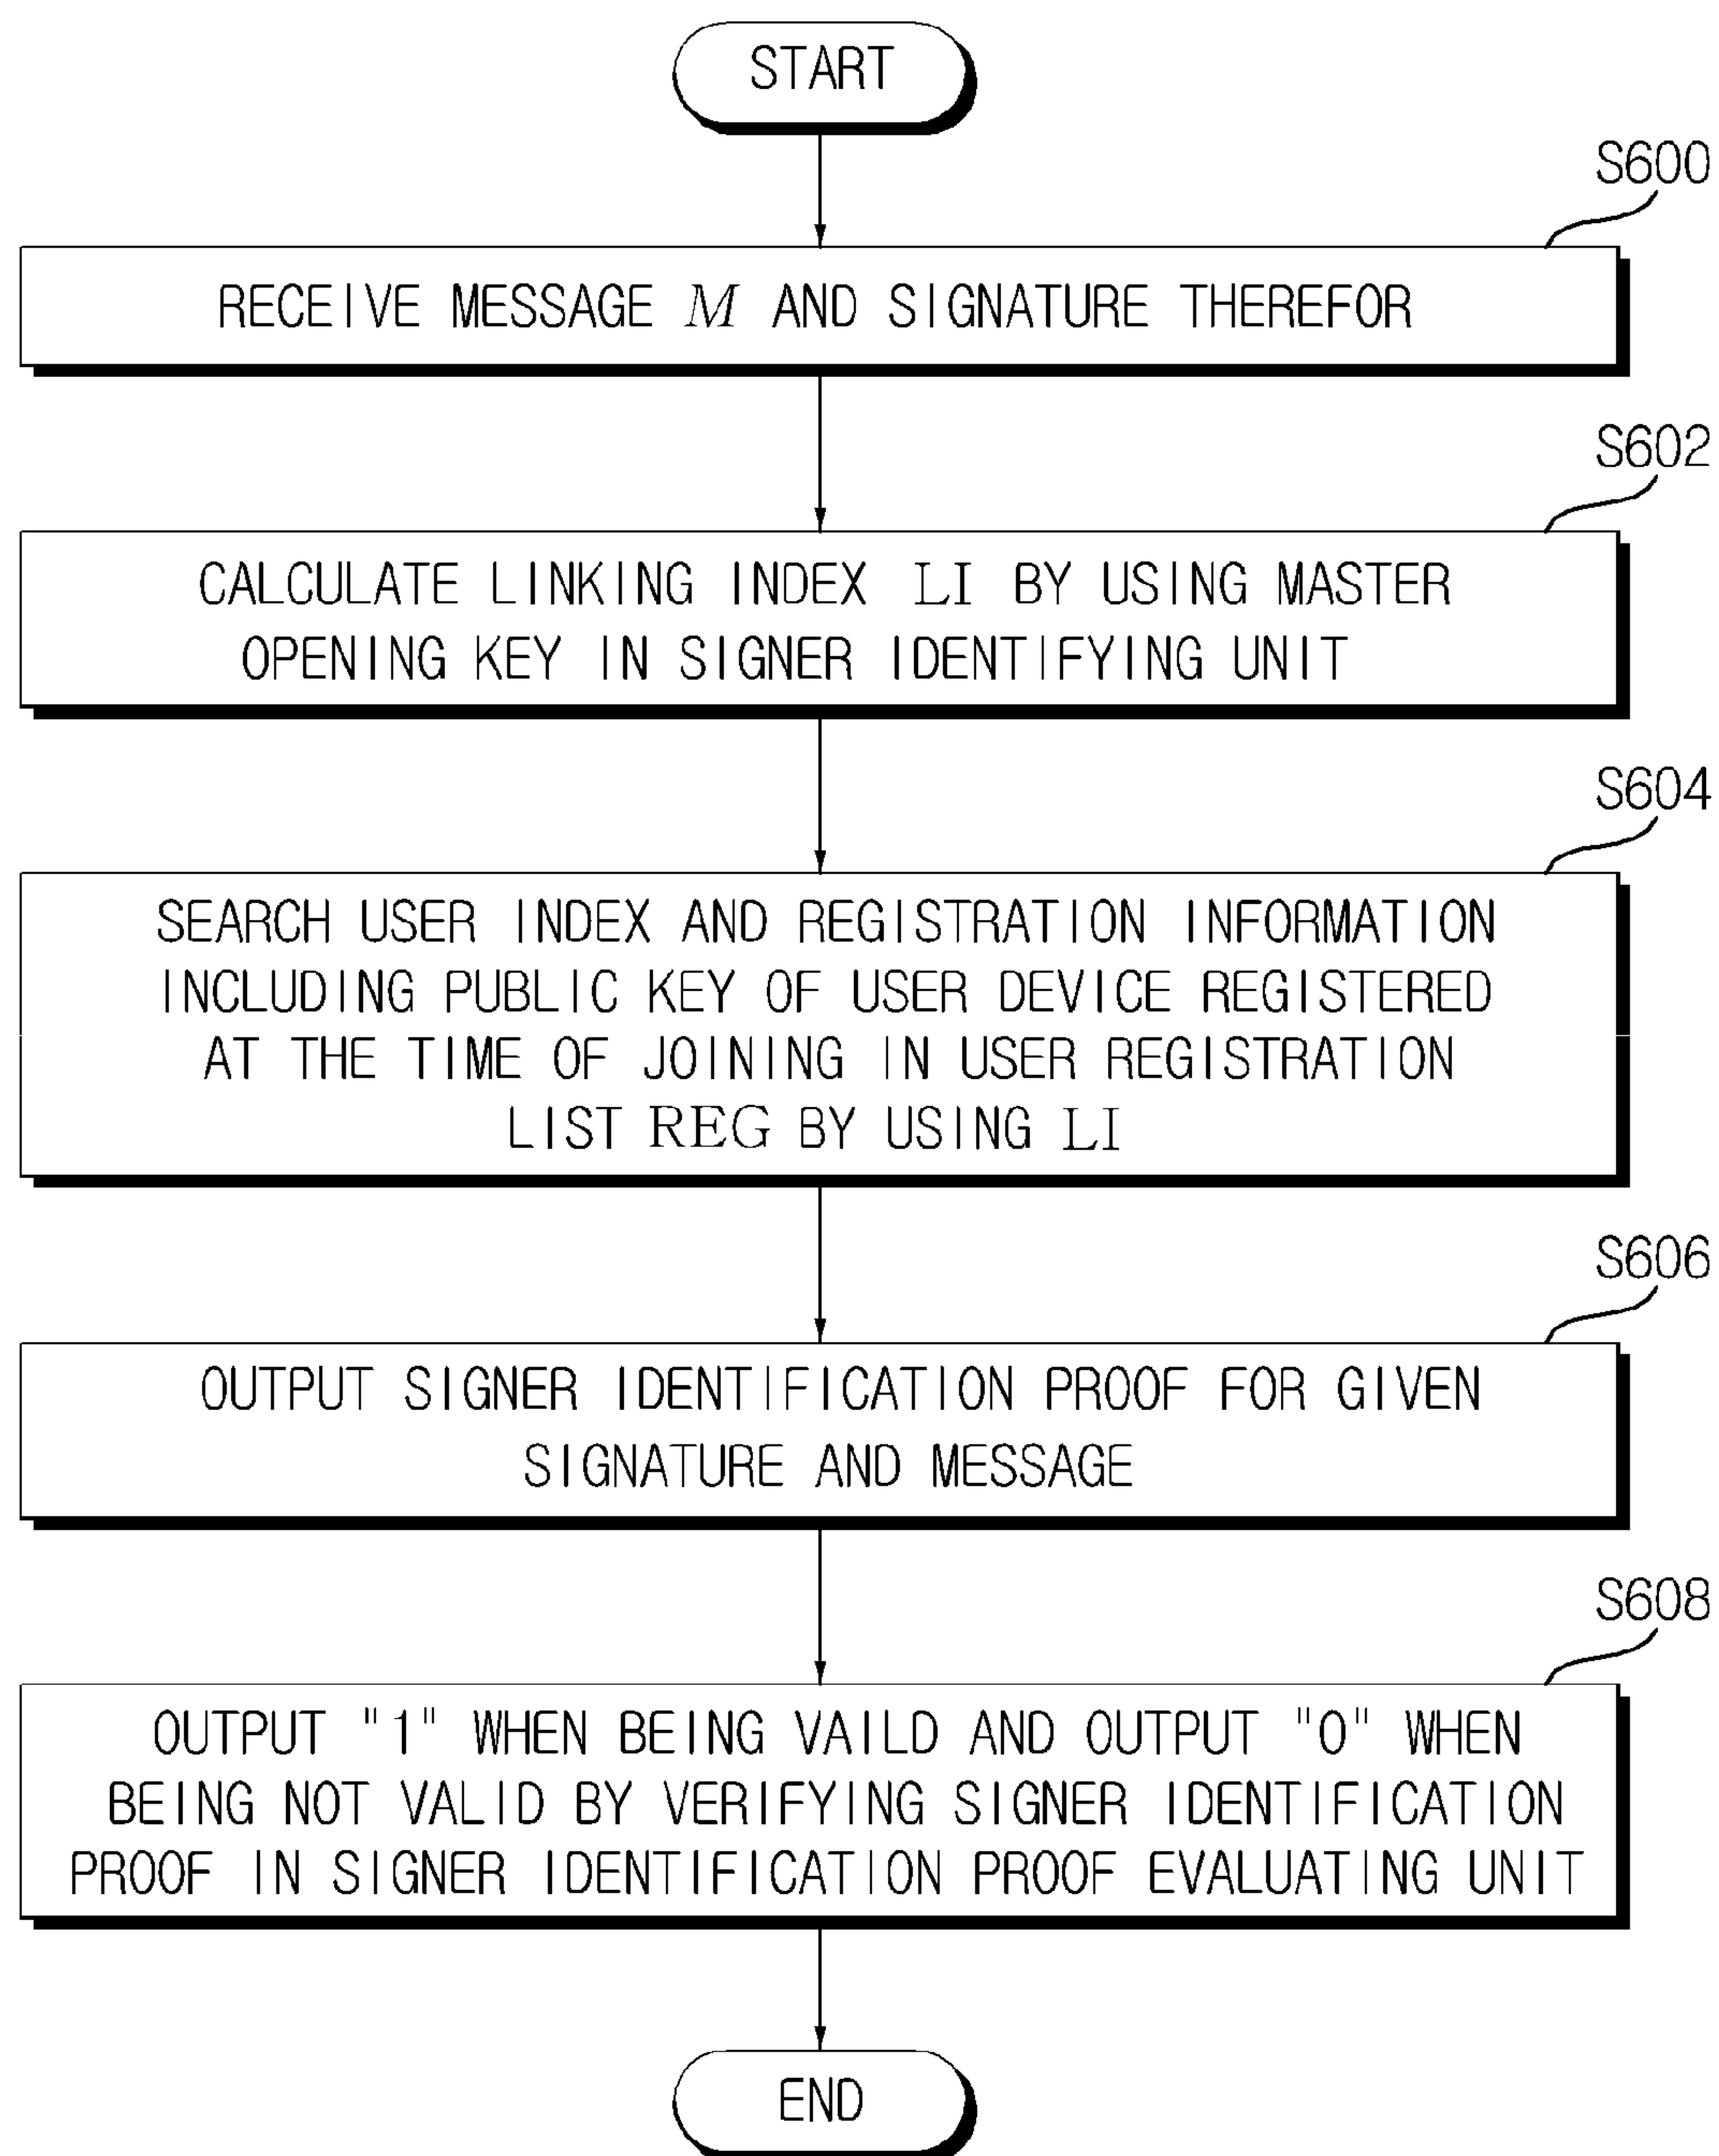 START
S600
RECEIVE MESSAGE M AND SIGNATURE THEREFOR
S602
CALCULATE LINKING INDEX LI BY USING MASTER
OPENING KEY IN SIGNER IDENTIFYING UNIT
S604
SEARCH USER INDEX AND REGISTRATION INFORMATION
INCLUDING PUBLIC KEY OF USER DEVICE REGISTERED
AT THE TIME OF JOINING IN USER REGISTRATION
LIST REG BY USING LI
S606
OUTPUT SIGNER IDENTIFICATION PROOF FOR GIVEN
SIGNATURE AND MESSAGE
S608
OUTPUT "1" WHEN BEING VAILD AND OUTPUT "0" WHEN
BEING NOT VALID BY VERIFYING SIGNER IDENTIFICATION
PROOF IN SIGNER IDENTIFICATION PROOF EVALUATING UNIT
END